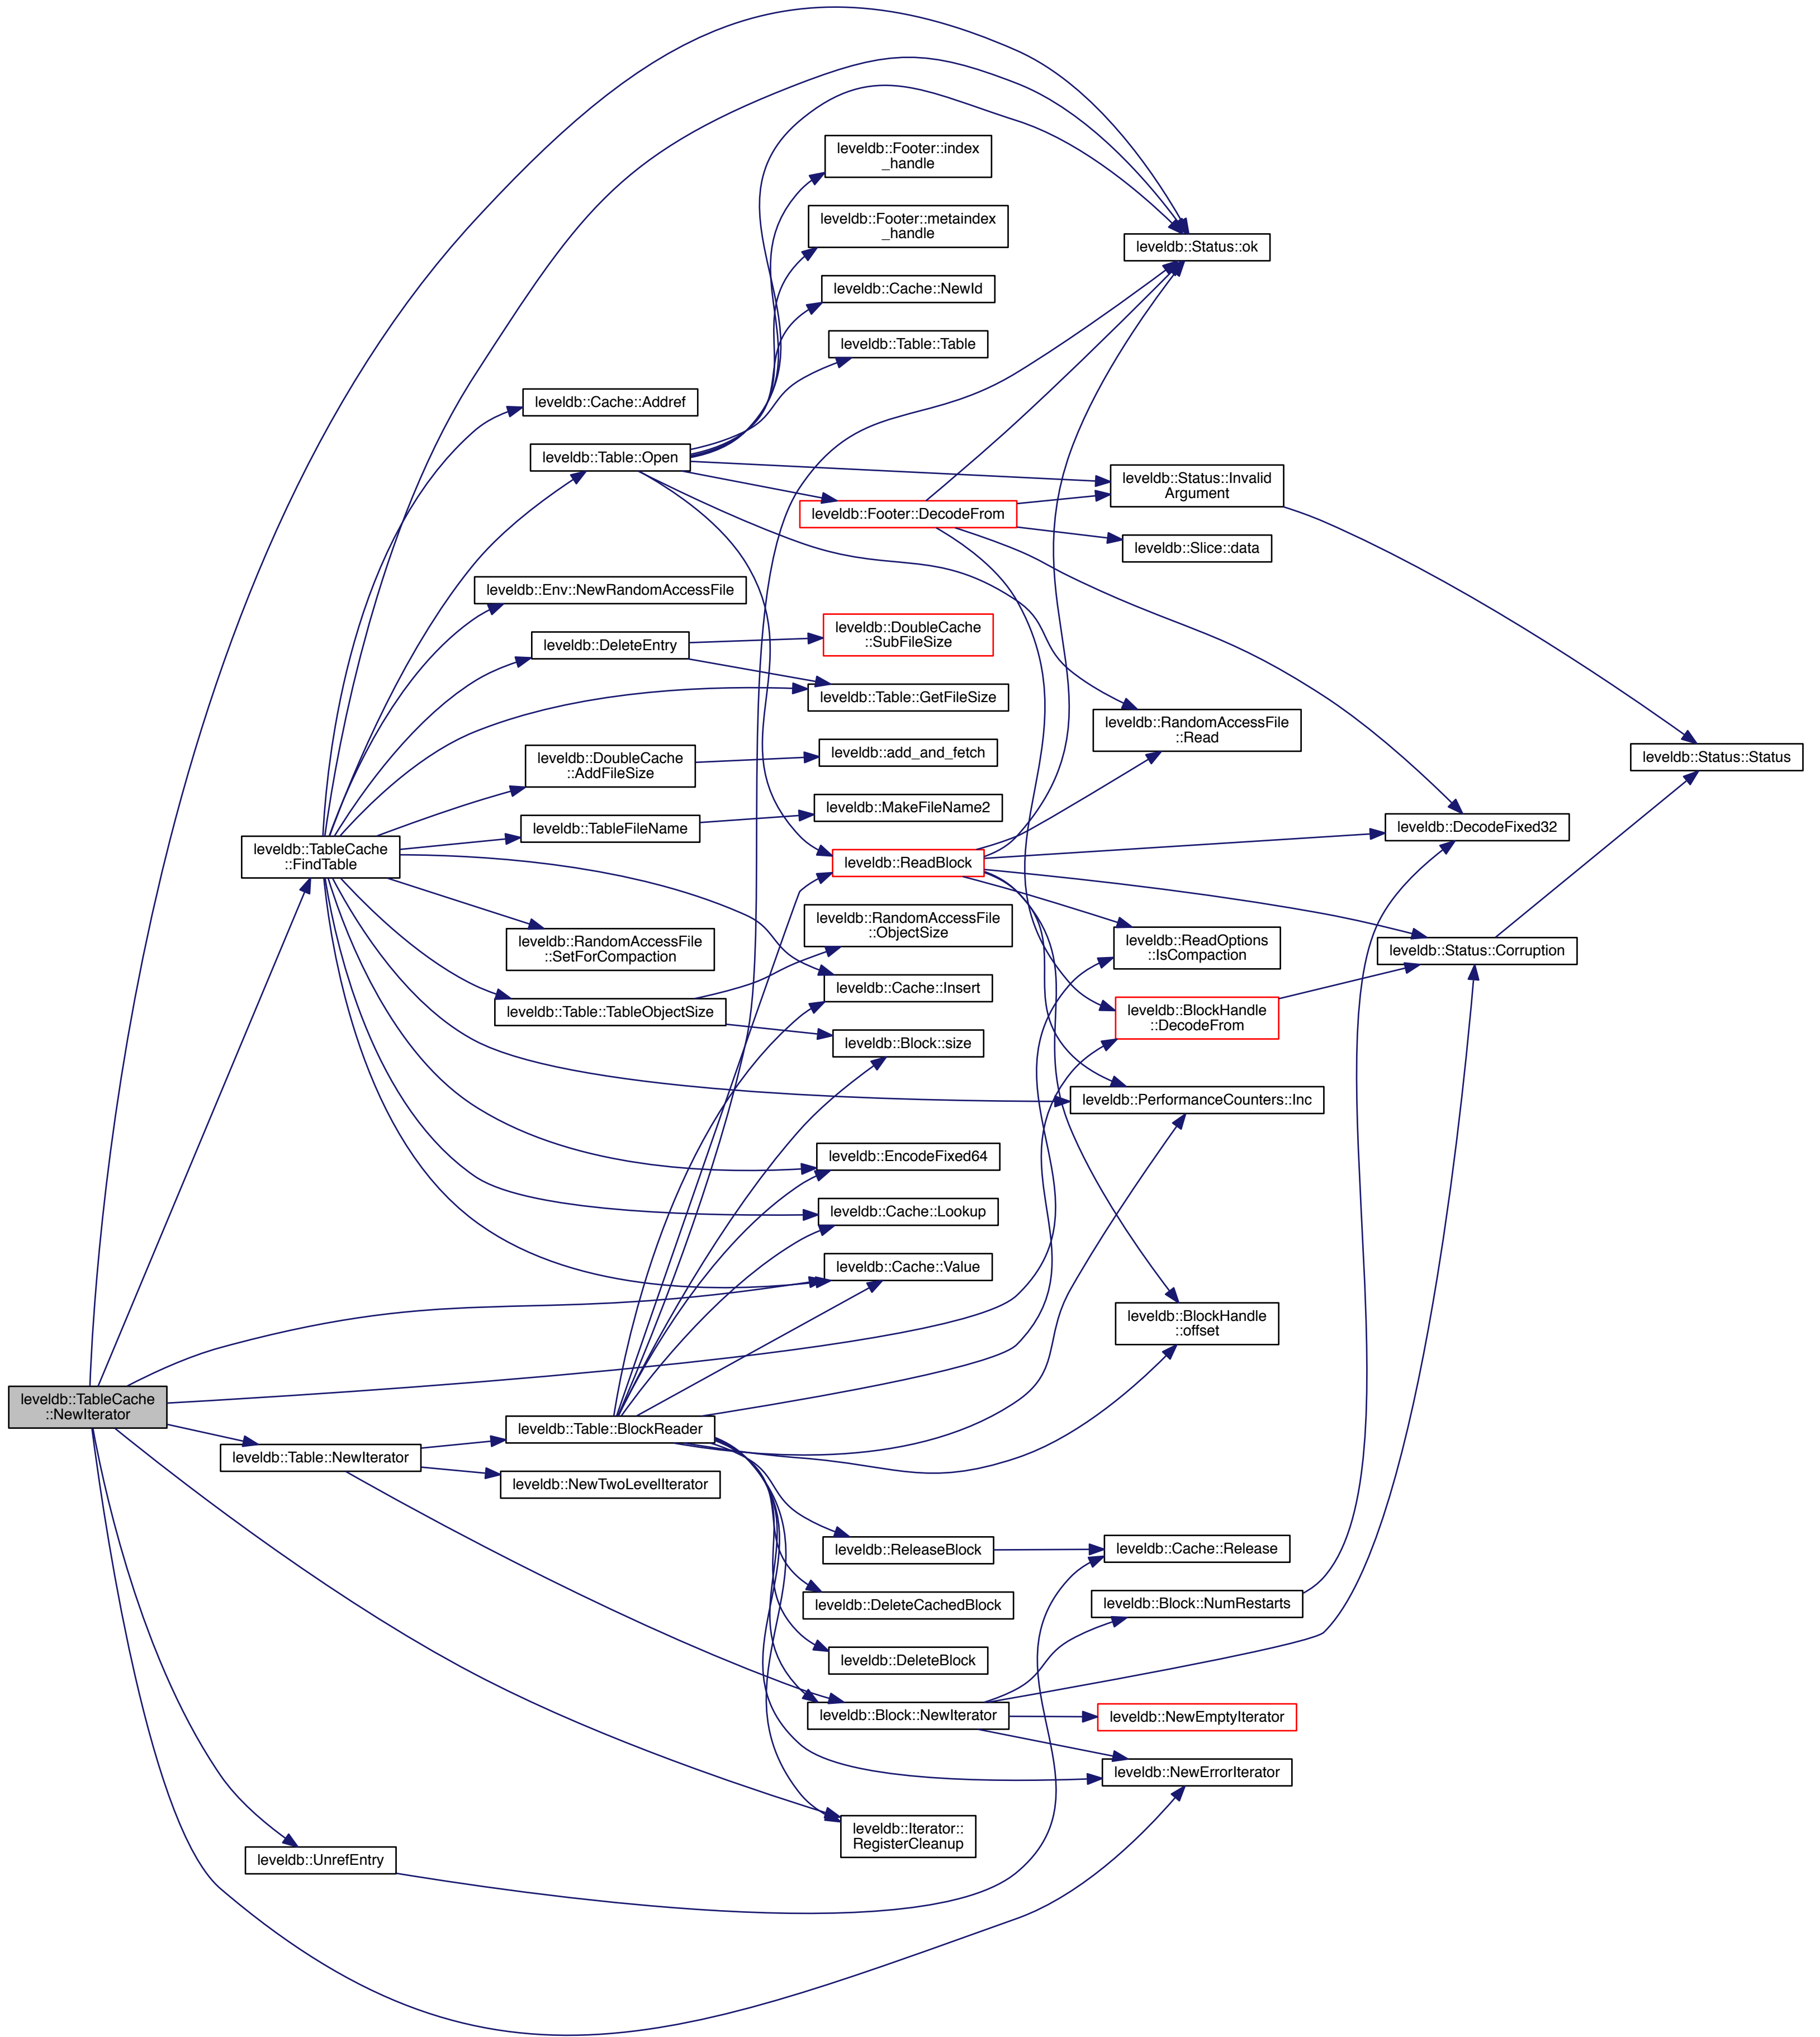 leveldb::Footer::index
_handle
leveldb::Footer::metaindex
_handle
leveldb::Status::ok
leveldb::Cache::NewId
leveldb::Table::Table
leveldb::Cache::Addref
leveldb::Table::Open
leveldb::Status::Invalid
Argument
leveldb::Footer::DecodeFrom
leveldb::Slice::data
leveldb::Env::NewRandomAccessFile
leveldb::DoubleCache
::SubFileSize
leveldb::DeleteEntry
leveldb::Table::GetFileSize
leveldb::RandomAccessFile
::Read
leveldb::DoubleCache
::AddFileSize
leveldb::add_and_fetch
leveldb::Status::Status
leveldb::TableFileName
leveldb::MakeFileName2
leveldb::DecodeFixed32
leveldb::TableCache
::FindTable
leveldb::ReadBlock
leveldb::RandomAccessFile
::SetForCompaction
leveldb::RandomAccessFile
::ObjectSize
leveldb::ReadOptions
::IsCompaction
leveldb::Status::Corruption
leveldb::Cache::Insert
leveldb::Table::TableObjectSize
leveldb::BlockHandle
::DecodeFrom
leveldb::Block::size
leveldb::PerformanceCounters::Inc
leveldb::EncodeFixed64
leveldb::Cache::Lookup
leveldb::Cache::Value
leveldb::BlockHandle
::offset
leveldb::TableCache
::NewIterator
leveldb::Table::BlockReader
leveldb::Table::NewIterator
leveldb::NewTwoLevelIterator
leveldb::ReleaseBlock
leveldb::Cache::Release
leveldb::DeleteCachedBlock
leveldb::Block::NumRestarts
leveldb::DeleteBlock
leveldb::Block::NewIterator
leveldb::NewEmptyIterator
leveldb::NewErrorIterator
leveldb::Iterator::
RegisterCleanup
leveldb::UnrefEntry